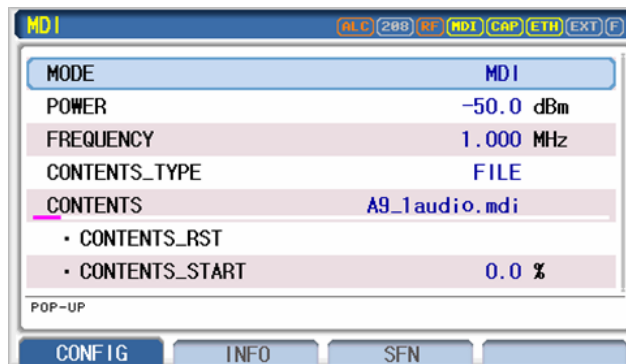 MDI ALC 208 RF MDI CAP ETH EXT F
MODE MDI
POWER -50.0 dBm
FREQUENCY 1.000 MHz
CONTENTS_TYPE FILE
CONTENTS A9_1audio.mdi
· CONTENTS_RST
· CONTENTS_START 0.0 %
POP-UP
CONFIG INFO SFN